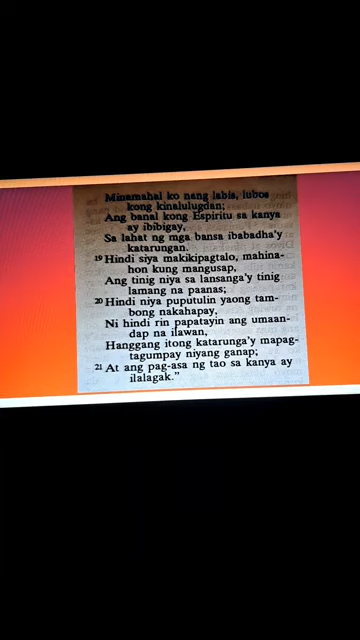 Minamahal ko nang labis, lubos
kong kinalulugdan;
Ang banal kong Espiritu sa kanya
ay ibibigay,
Sa lahat ng mga bansa ibabadha'y
katarungan.
19 Hindi siya makikipagtalo, mahina-
hon kung mangusap,
Ang tinig niya sa lansanga'y tinig
lamang na paanas;
20 Hindi niya puputulin yaong tam-
bong nakahapay,
Ni hindi rin papatayin ang umaan-
dap na ilawan,
Hanggang itong katarunga'y mapag-
tagumpay niyang ganap;
21 At ang pag-asa ng tao sa kanya ay
ilalagak."